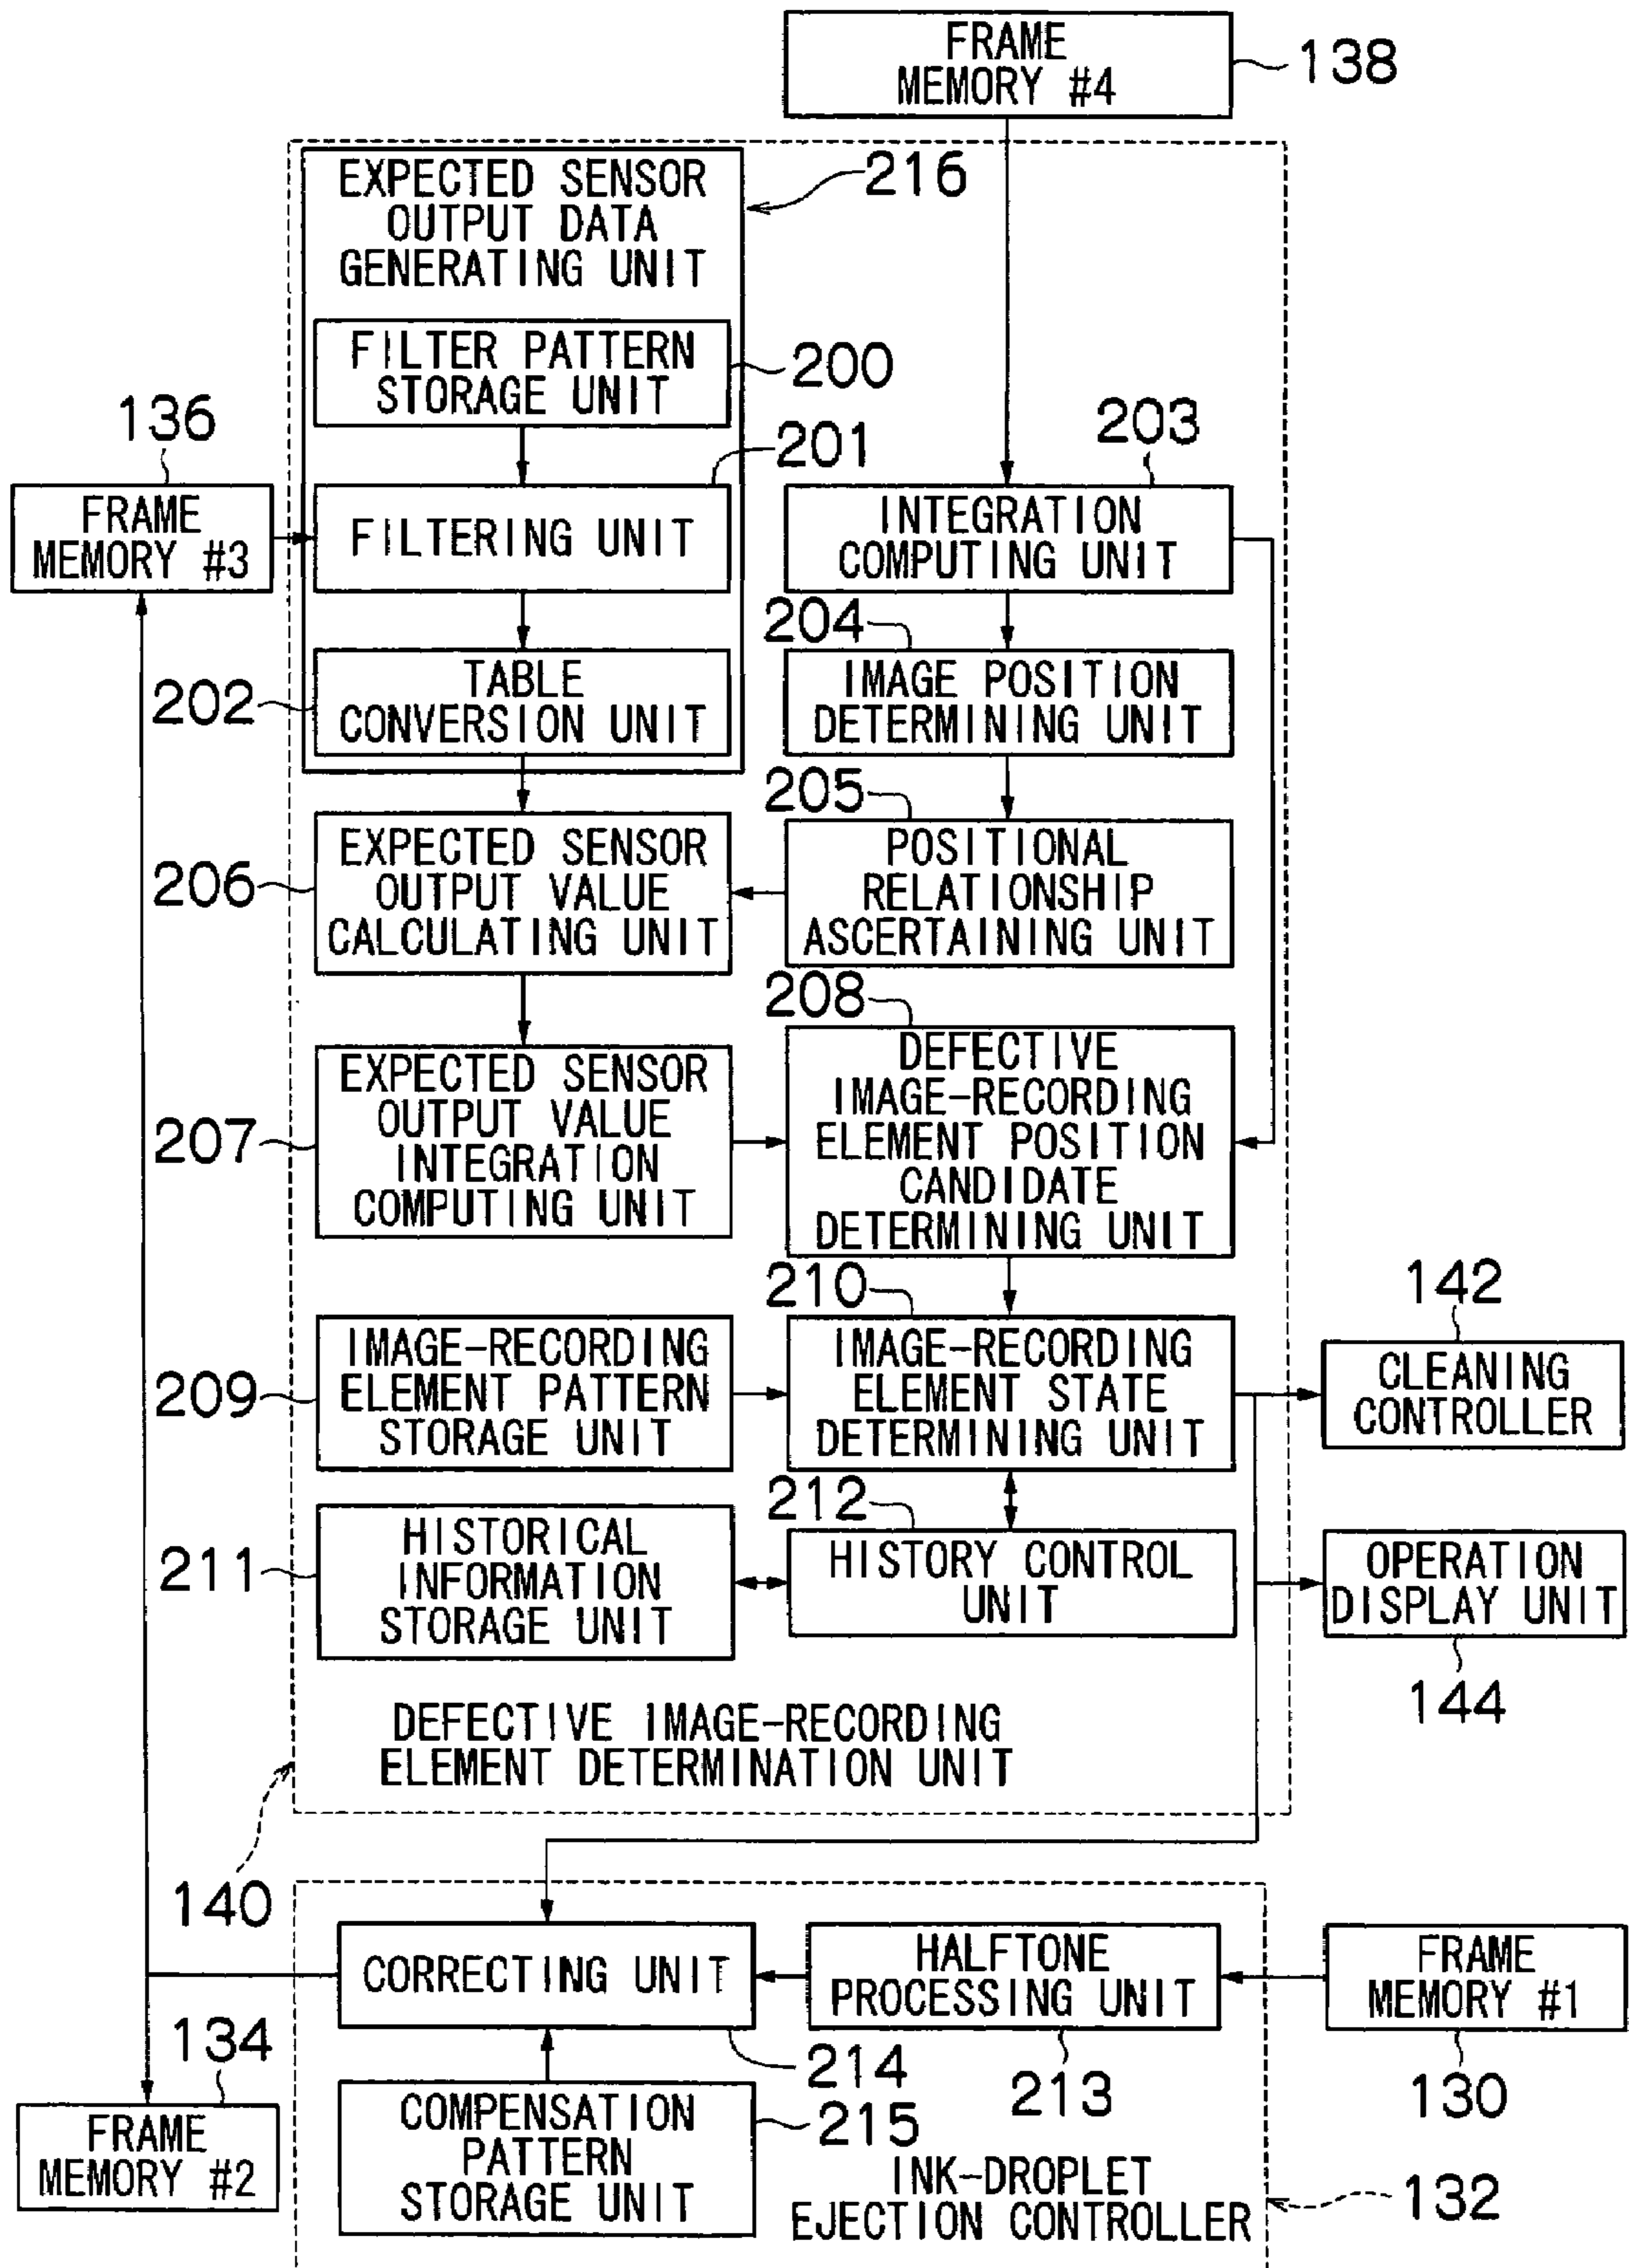 FRAME
MEMORY #4
138
EXPECTED SENSOR
OUTPUT DATA
GENERATING UNIT
216
FILTER PATTERN
STORAGE UNIT
200
136
201
203
FRAME
MEMORY #3
FILTERING UNIT
INTEGRATION
COMPUTING UNIT
204
202
TABLE
CONVERSION UNIT
IMAGE POSITION
DETERMINING UNIT
205
206
EXPECTED SENSOR
OUTPUT VALUE
CALCULATING UNIT
POSITIONAL
RELATIONSHIP
ASCERTAINING UNIT
208
207
EXPECTED SENSOR
OUTPUT VALUE
INTEGRATION
COMPUTING UNIT
DEFECTIVE
IMAGE-RECORDING
ELEMENT POSITION
CANDIDATE
DETERMINING UNIT
210
142
209
IMAGE-RECORDING
ELEMENT PATTERN
STORAGE UNIT
IMAGE-RECORDING
ELEMENT STATE
DETERMINING UNIT
CLEANING
CONTROLLER
212
211
HISTORICAL
INFORMATION
STORAGE UNIT
HISTORY CONTROL
UNIT
OPERATION
DISPLAY UNIT
144
DEFECTIVE IMAGE-RECORDING
ELEMENT DETERMINATION UNIT
140
CORRECTING UNIT
HALFTONE
PROCESSING UNIT
FRAME
MEMORY #1
134
214
213
130
FRAME
MEMORY #2
COMPENSATION
PATTERN
STORAGE UNIT
215
INK-DROPLET
EJECTION CONTROLLER
132